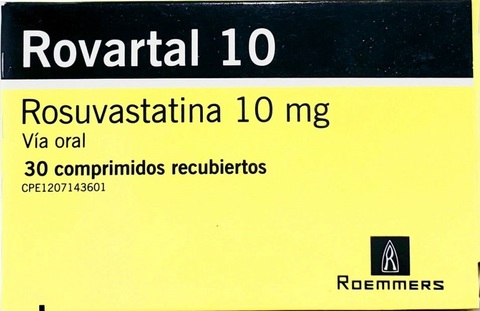 Rovartal 10
Rosuvastatina 10 mg
Vía oral
30 comprimidos recubiertos
CPE1207143601
R
ROEMMERS